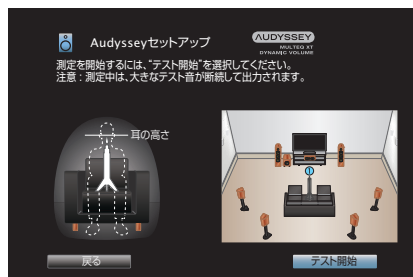 Audysseyセットアップ
AUDYSSEY
MULTEQ XT
DYNAMIC VOLUME
測定を開始するには、“テスト開始”を選択してください。
注意：測定中は、大きなテスト音が断続して出力されます。
耳の高さ
1
戻る
テスト開始